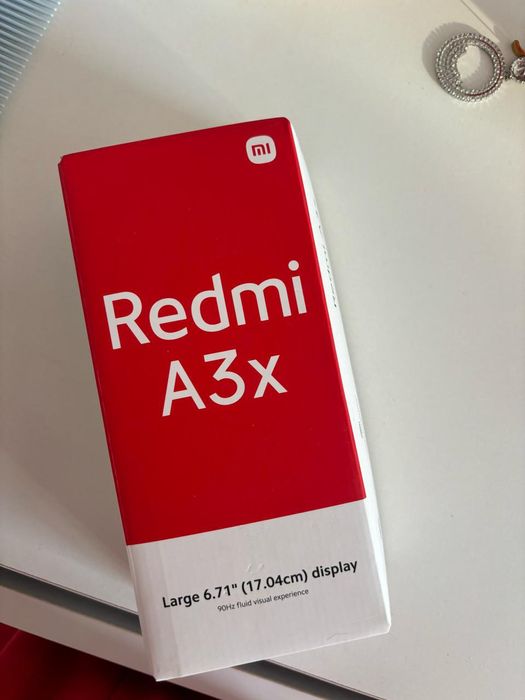 mi
Redmi
A3x
Large 6.71" (17.04cm) display
90Hz fluid visual experience